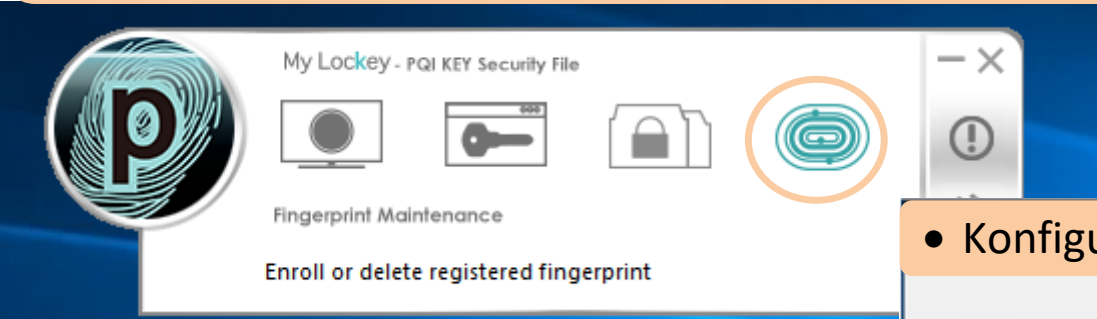 My Lockey - PQI KEY Security File
p
Fingerprint Maintenance
Enroll or delete registered fingerprint